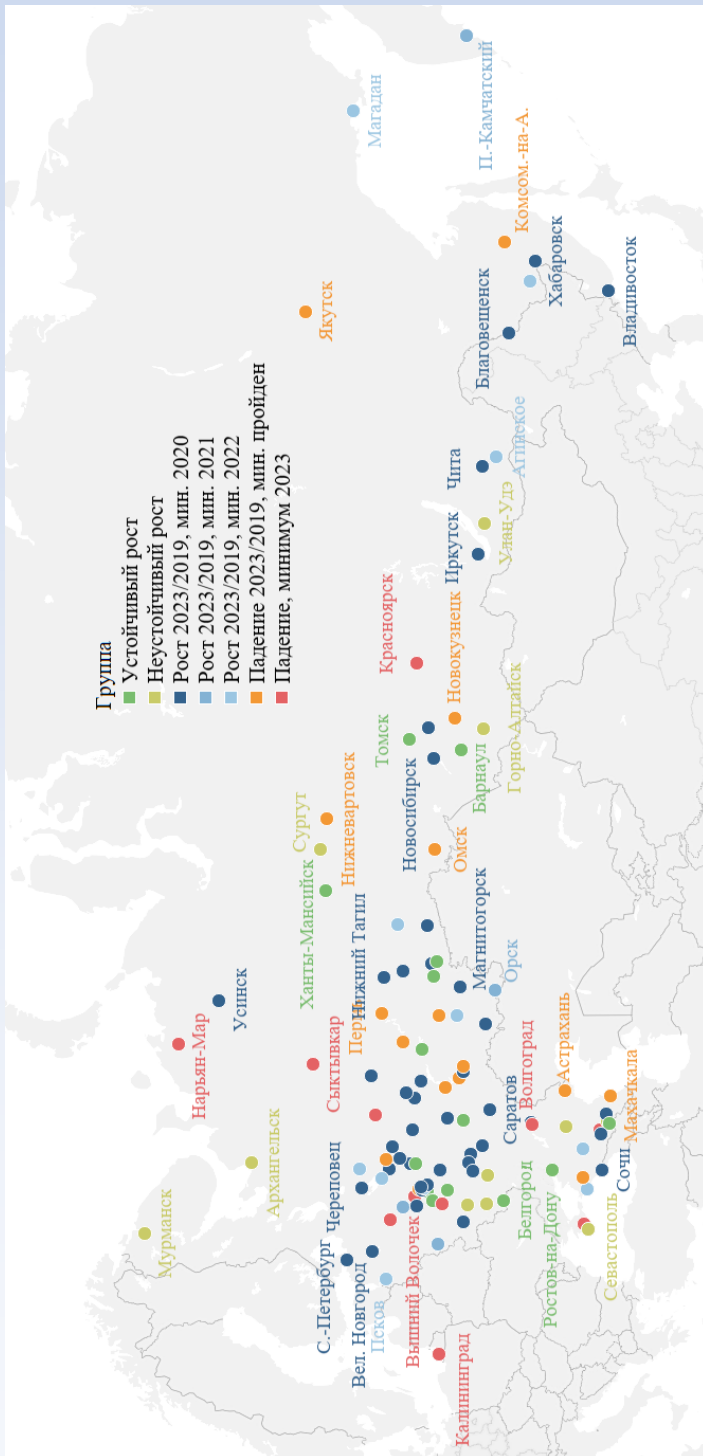 Группа
Устойчивый рост
Неустойчивый рост
Рост 2023/2019, мин. 2020
Рост 2023/2019, мин. 2021
Рост 2023/2019, мин. 2022
Падение 2023/2019, мин. пройден
Падение, минимум 2023
Мурманск
Архангельск
Нарьян-Мар
Усинск
С.-Петербург
Вел. Новгород
Псков
Череповец
Вышний Волочек
Калининград
Сыктывкар
Пермь
Нижний Тагил
Ханты-Мансийск
Сургут
Нижневартовск
Магнитогорск
Орск
Саратов
Волгоград
Белгород
Ростов-на-Дону
Астрахань
Махачкала
Сочи
Севастополь
Омск
Новосибирск
Томск
Барнаул
Горно-Алтайск
Новокузнецк
Красноярск
Иркутск
Улан-Удэ
Чита
Агинское
Якутск
Благовещенск
Хабаровск
Владивосток
Комсом.-на-А.
Магадан
П.-Камчатский